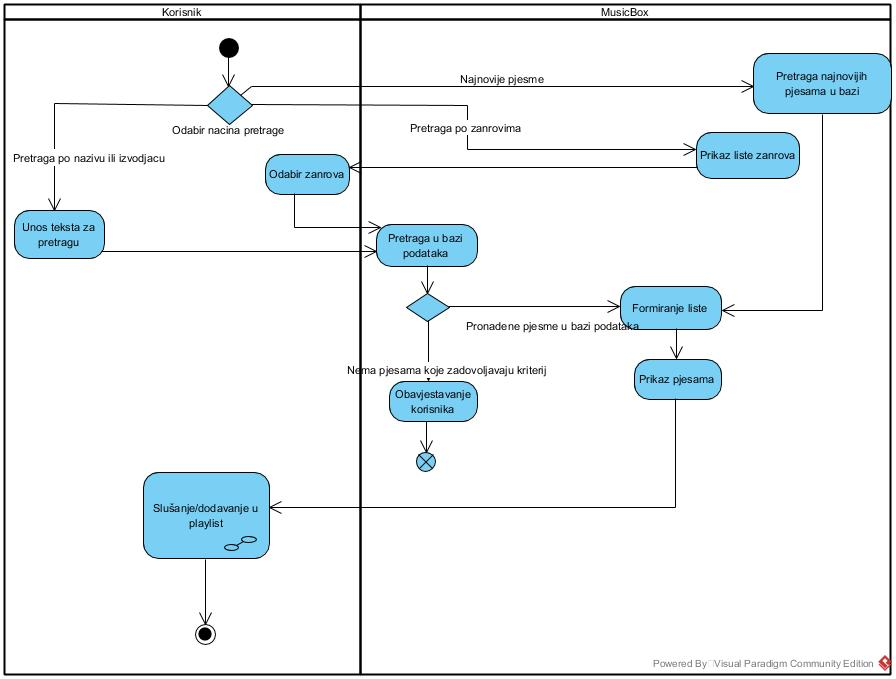 Korisnik
MusicBox
Najnovije pjesme
Pretraga najnovijih
pjesama u bazi
Odabir nacina pretrage
Pretraga po zanrovima
Pretraga po nazivu ili izvodjacu
Prikaz liste zanrova
Odabir zanrova
Unos teksta za
pretragu
Pretraga u bazi
podataka
Formiranje liste
Pronađene pjesme u bazi podataka
Nema pjesama koje zadovoljavaju kriterij
Prikaz pjesama
Obavjestavanje
korisnika
Slušanje/dodavanje u
playlist
Powered By Visual Paradigm Community Edition